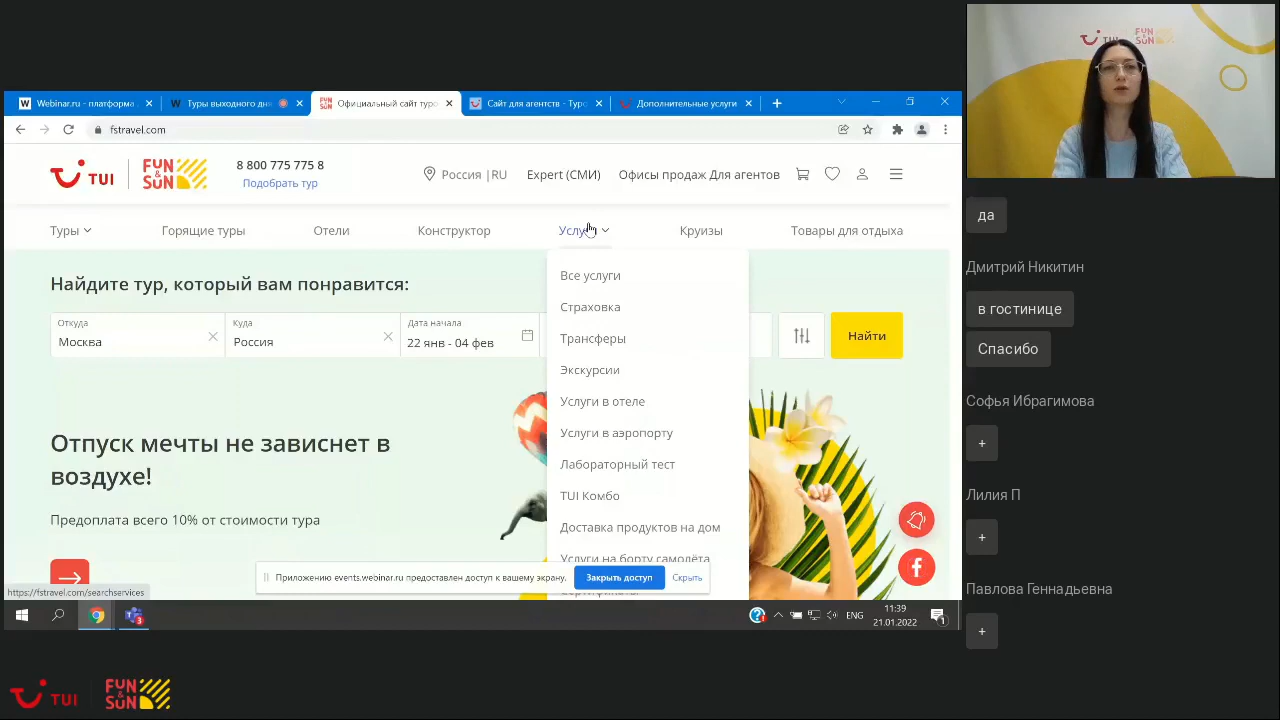 Webinar.ru - платформа
Туры выходного дня
Официальный сайт туро
Сайт для агентств - Турс
Дополнительные услуги
fstravel.com
TUI
FUN & SUN
8 800 775 775 8
Подобрать тур
Россия |RU
Expert (СМИ)
Офисы продаж Для агентов
Туры
Горящие туры
Отели
Конструктор
Услуги
Круизы
Товары для отдыха
Найдите тур, который вам понравится:
Откуда
Москва
Куда
Россия
Дата начала
22 янв - 04 фев
Найти
Все услуги
Страховка
Трансферы
Экскурсии
Услуги в отеле
Услуги в аэропорту
Лабораторный тест
TUI Комбо
Доставка продуктов на дом
Услуги на борту самолёта
Сертификаты
Отпуск мечты не зависнет в
воздухе!
Предоплата всего 10% от стоимости тура
Приложению events.webinar.ru предоставлен доступ к вашему экрану.
Закрыть доступ
Скрыть
https://fstravel.com/searchservices
ENG
11:39
21.01.2022
TUI
FUN & SUN
TUI
FUN & SUN
да
Дмитрий Никитин
в гостинице
Спасибо
Софья Ибрагимова
+
Лилия П
+
Павлова Геннадьевна
+